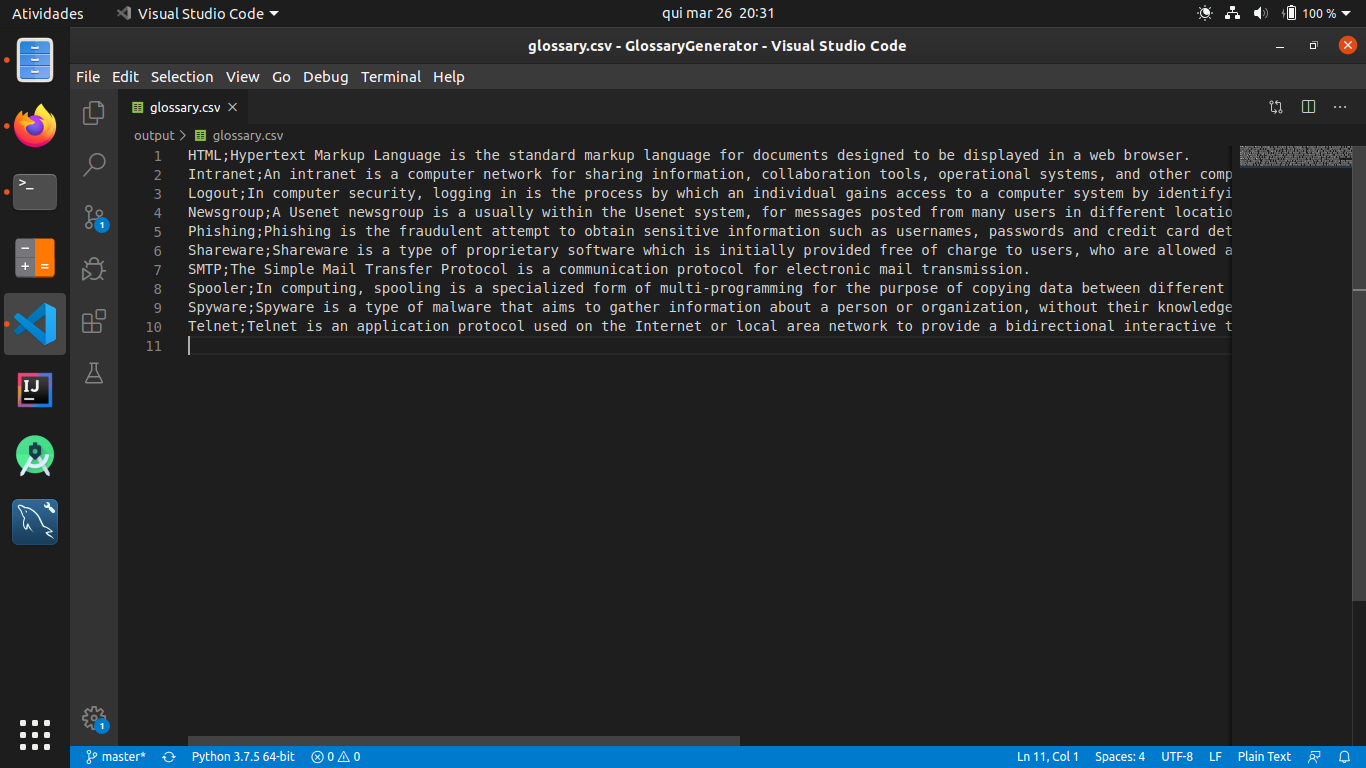 Atividades Visual Studio Code qui mar 26 20:31 100 %
glossary.csv - GlossaryGenerator - Visual Studio Code
File Edit Selection View Go Debug Terminal Help
glossary.csv
output > glossary.csv
1 HTML;Hypertext Markup Language is the standard markup language for documents designed to be displayed in a web browser.
2 Intranet;An intranet is a computer network for sharing information, collaboration tools, operational systems, and other comp
3 Logout;In computer security, logging in is the process by which an individual gains access to a computer system by identifyi
4 Newsgroup;A Usenet newsgroup is a usually within the Usenet system, for messages posted from many users in different locatio
5 Phishing;Phishing is the fraudulent attempt to obtain sensitive information such as usernames, passwords and credit card det
6 Shareware;Shareware is a type of proprietary software which is initially provided free of charge to users, who are allowed a
7 SMTP;The Simple Mail Transfer Protocol is a communication protocol for electronic mail transmission.
8 Spooler;In computing, spooling is a specialized form of multi-programming for the purpose of copying data between different
9 Spyware;Spyware is a type of malware that aims to gather information about a person or organization, without their knowledge
10 Telnet;Telnet is an application protocol used on the Internet or local area network to provide a bidirectional interactive t
11
>_
1
IJ
1
master* Python 3.7.5 64-bit 0 0 Ln 11, Col 1 Spaces: 4 UTF-8 LF Plain Text